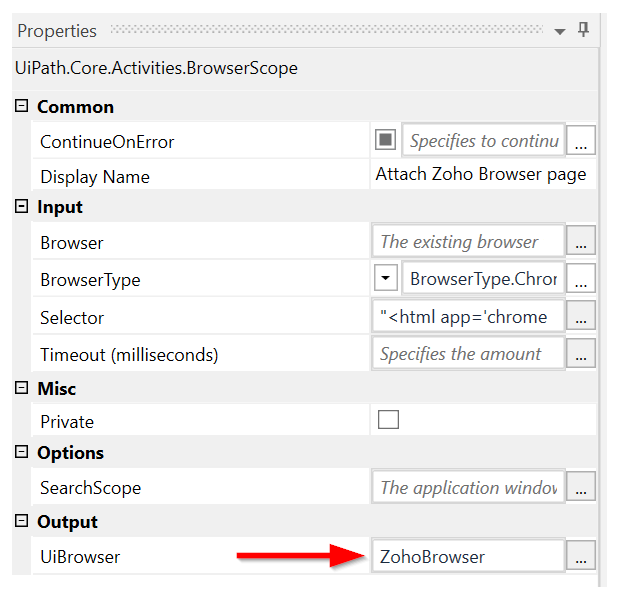 Properties
UiPath.Core.Activities.BrowserScope
Common
ContinueOnError Specifies to continu ...
Display Name Attach Zoho Browser page
Input
Browser The existing browser ...
BrowserType BrowserType.Chror ...
Selector "<html app='chrome ...
Timeout (milliseconds) Specifies the amount ...
Misc
Private
Options
SearchScope The application window ...
Output
UiBrowser ZohoBrowser ...